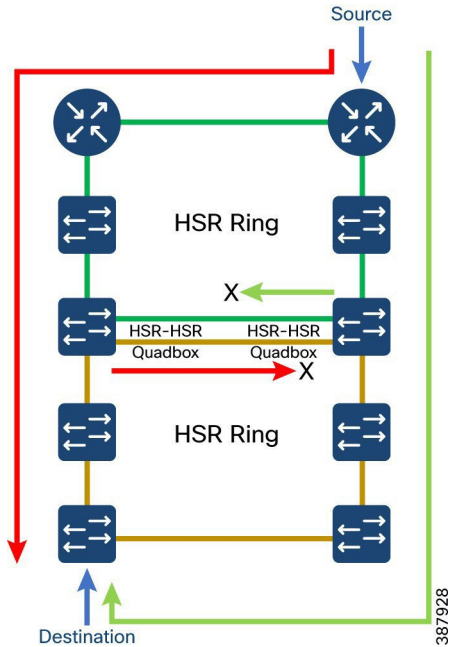 Source
HSR Ring
X
HSR-HSR HSR-HSR
Quadbox Quadbox
X
HSR Ring
Destination
387928